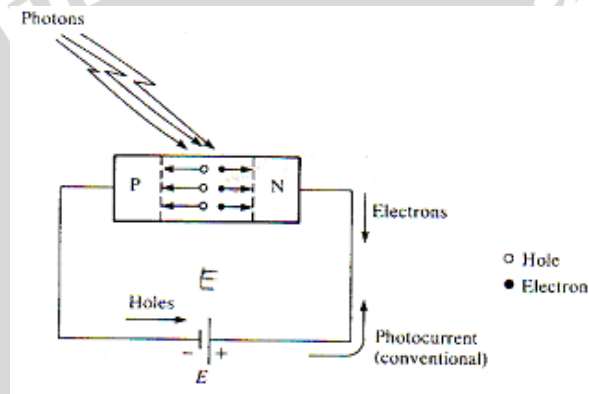 Photons
P
N
Electrons
○ Hole
● Electron
E
Holes
- +
E
Photocurrent
(conventional)